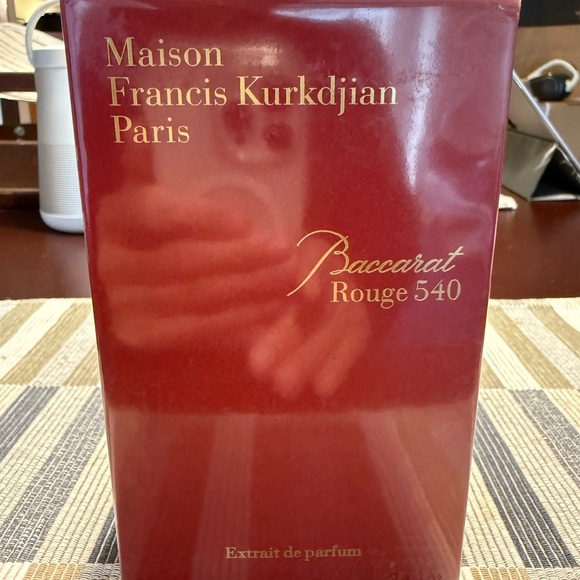 Maison
Francis Kurkdjian
Paris
Baccarat
Rouge 540
Extrait de parfum